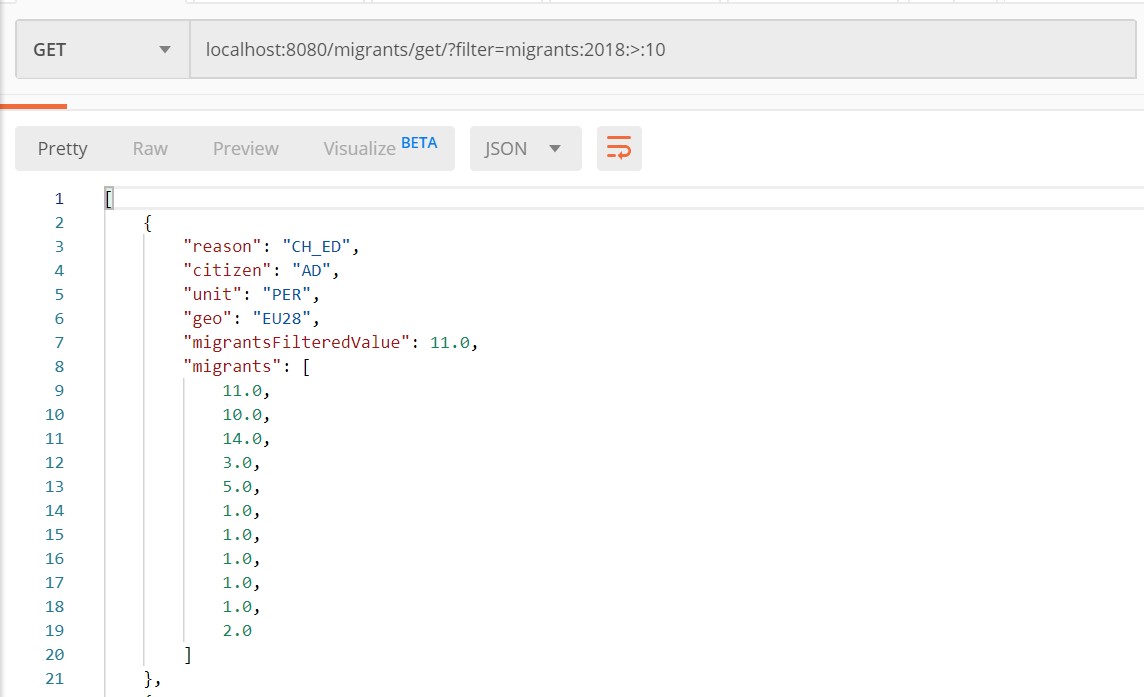 GET localhost:8080/migrants/get/?filter=migrants:2018:>:10
Pretty Raw Preview Visualize BETA JSON
1 [
2 {
3 "reason": "CH_ED",
4 "citizen": "AD",
5 "unit": "PER",
6 "geo": "EU28",
7 "migrantsFilteredValue": 11.0,
8 "migrants": [
9 11.0,
10 10.0,
11 14.0,
12 3.0,
13 5.0,
14 1.0,
15 1.0,
16 1.0,
17 1.0,
18 1.0,
19 2.0
20 ]
21 },